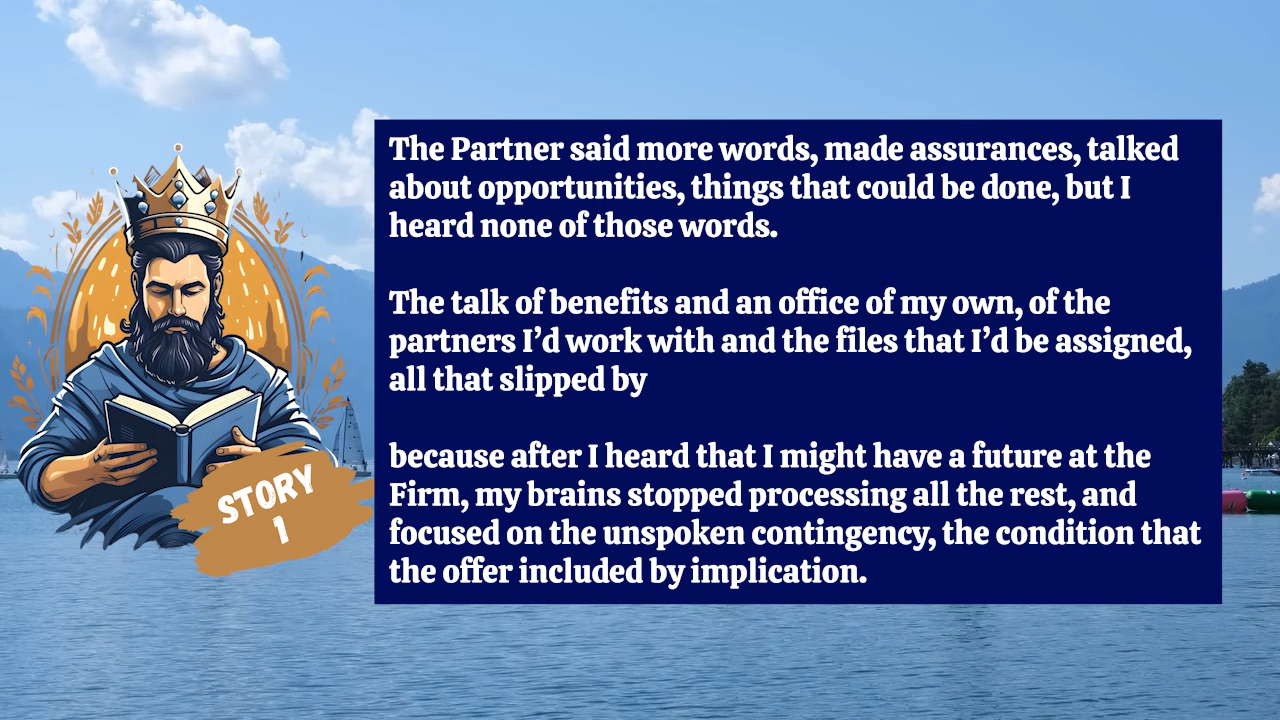 The Partner said more words, made assurances, talked
about opportunities, things that could be done, but I
heard none of those words.
The talk of benefits and an office of my own, of the
partners I’d work with and the files that I’d be assigned,
all that slipped by
because after I heard that I might have a future at the
Firm, my brains stopped processing all the rest, and
focused on the unspoken contingency, the condition that
the offer included by implication.
STORY
1